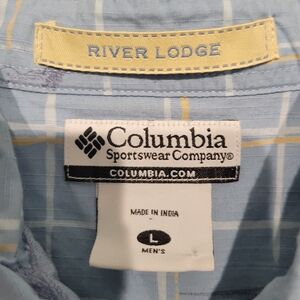 RIVER LODGE
Columbia
Sportswear Company®
COLUMBIA.COM
MADE IN INDIA
L
MEN'S